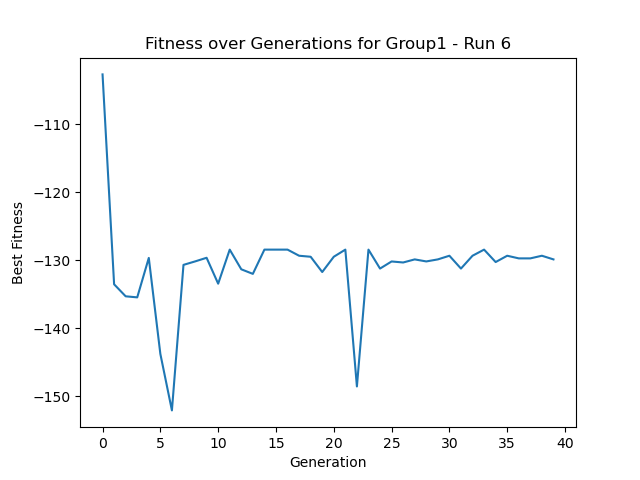 Fitness over Generations for Group1 - Run 6
Best Fitness
−110
−120
−130
−140
−150
0 5 10 15 20 25 30 35 40
Generation